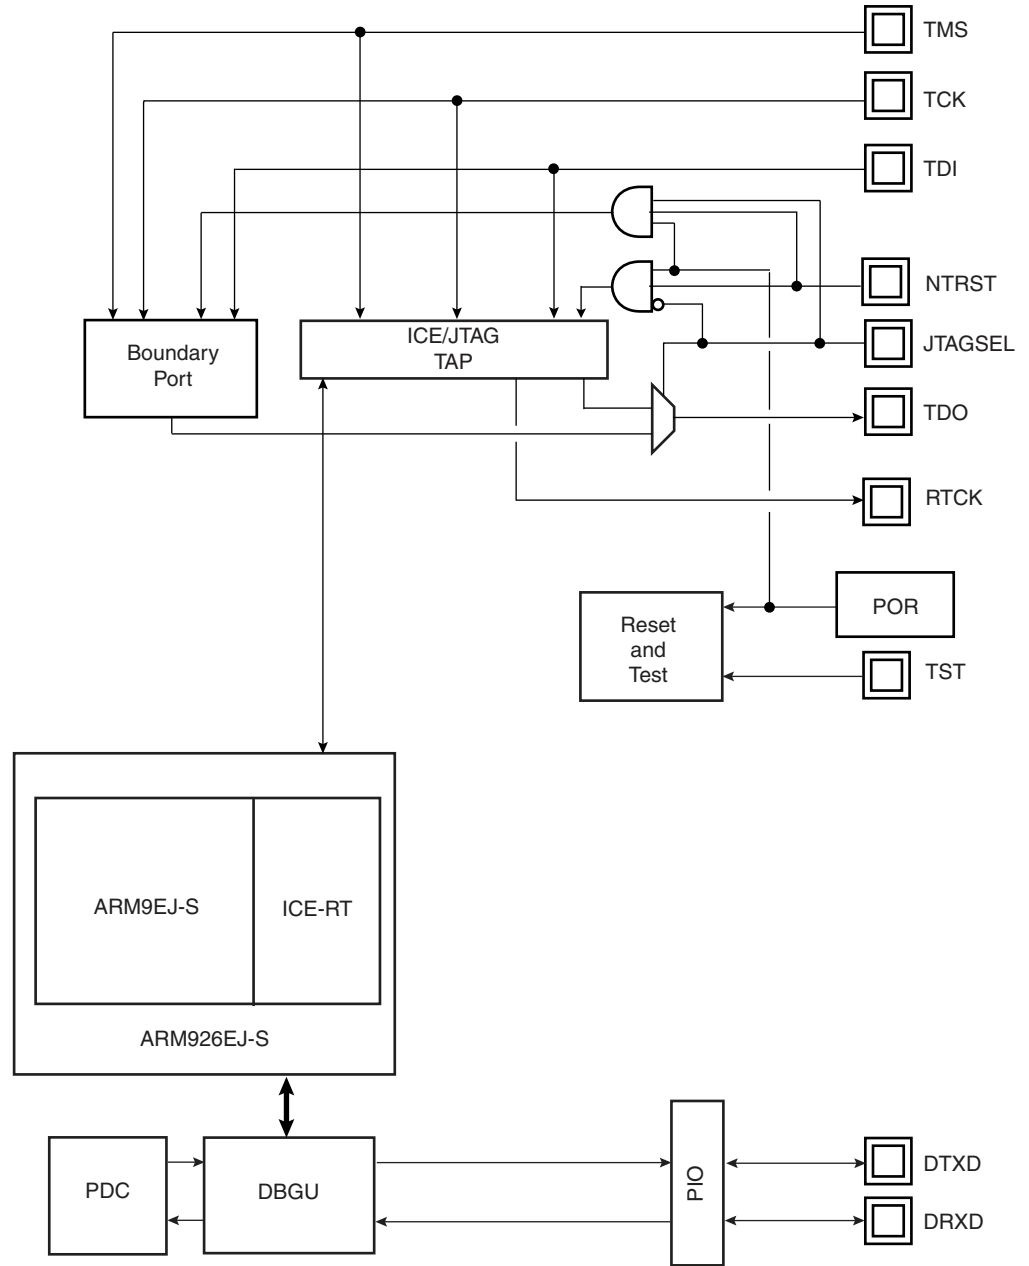 TMS
TCK
TDI
NTRST
JTAGSEL
ICE/JTAG
TAP
Boundary
Port
TDO
RTCK
POR
Reset
and
Test
TST
ARM9EJ-S
ICE-RT
ARM926EJ-S
PDC
DBGU
PIO
DTXD
DRXD